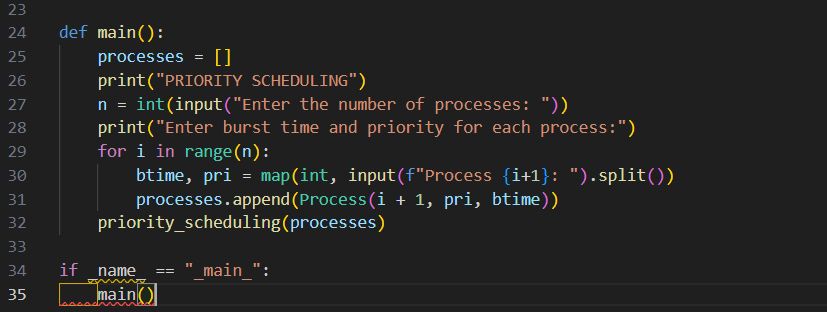 23
24 def main():
25     processes = []
26     print("PRIORITY SCHEDULING")
27     n = int(input("Enter the number of processes: "))
28     print("Enter burst time and priority for each process:")
29     for i in range(n):
30         btime, pri = map(int, input(f"Process {i+1}: ").split())
31         processes.append(Process(i + 1, pri, btime))
32     priority_scheduling(processes)
33
34 if _name_ == "_main_":
35     main()